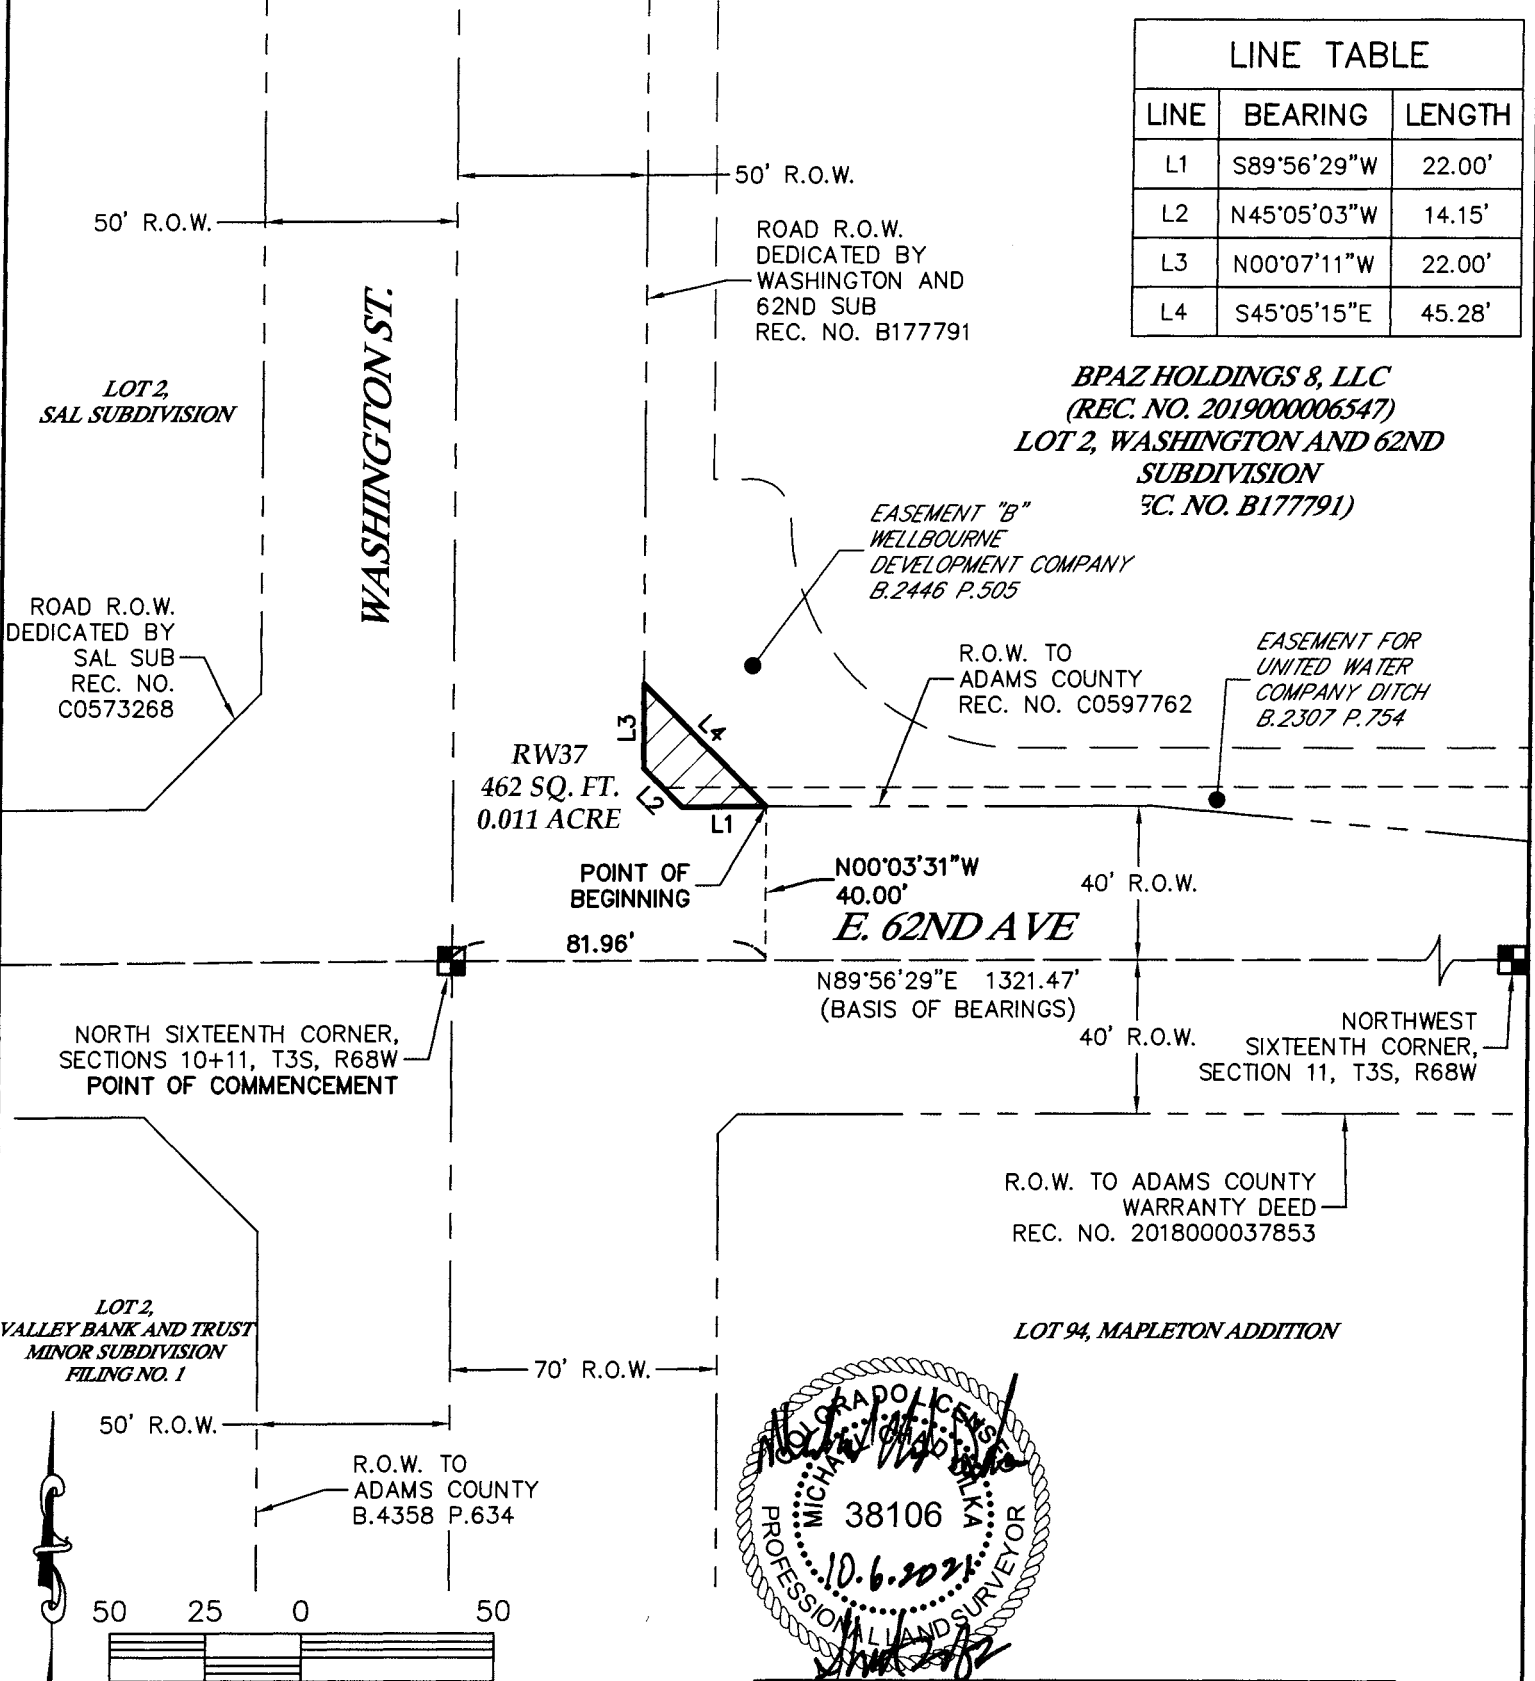 LINE TABLE
LINE BEARING LENGTH
L1 S89°56'29"W 22.00'
L2 N45°05'03"W 14.15'
L3 N00°07'11"W 22.00'
L4 S45°05'15"E 45.28'
50' R.O.W.
50' R.O.W.
ROAD R.O.W.
DEDICATED BY
WASHINGTON AND
62ND SUB
REC. NO. B177791
WASHINGTON ST.
LOT 2,
SAL SUBDIVISION
BPAZ HOLDINGS 8, LLC
(REC. NO. 2019000006547)
LOT 2, WASHINGTON AND 62ND
SUBDIVISION
EC. NO. B177791)
EASEMENT "B"
WELLBOURNE
DEVELOPMENT COMPANY
B.2446 P.505
ROAD R.O.W.
DEDICATED BY
SAL SUB
REC. NO.
C0573268
R.O.W. TO
ADAMS COUNTY
REC. NO. C0597762
EASEMENT FOR
UNITED WATER
COMPANY DITCH
B.2307 P.754
L3
L4
L2
L1
RW37
462 SQ. FT.
0.011 ACRE
POINT OF
BEGINNING
N00°03'31"W
40.00'
40' R.O.W.
E. 62ND AVE
81.96'
N89°56'29"E 1321.47'
(BASIS OF BEARINGS)
40' R.O.W.
NORTH SIXTEENTH CORNER,
SECTIONS 10+11, T3S, R68W
POINT OF COMMENCEMENT
NORTHWEST
SIXTEENTH CORNER,
SECTION 11, T3S, R68W
R.O.W. TO ADAMS COUNTY
WARRANTY DEED
REC. NO. 2018000037853
LOT 2,
VALLEY BANK AND TRUST
MINOR SUBDIVISION
FILING NO. 1
LOT 94, MAPLETON ADDITION
70' R.O.W.
50' R.O.W.
R.O.W. TO
ADAMS COUNTY
B.4358 P.634
COLORADO LICENSED
MICHAEL CHAD DILKA
38106
10.6.2021
PROFESSIONAL LAND SURVEYOR
50 25 0 50